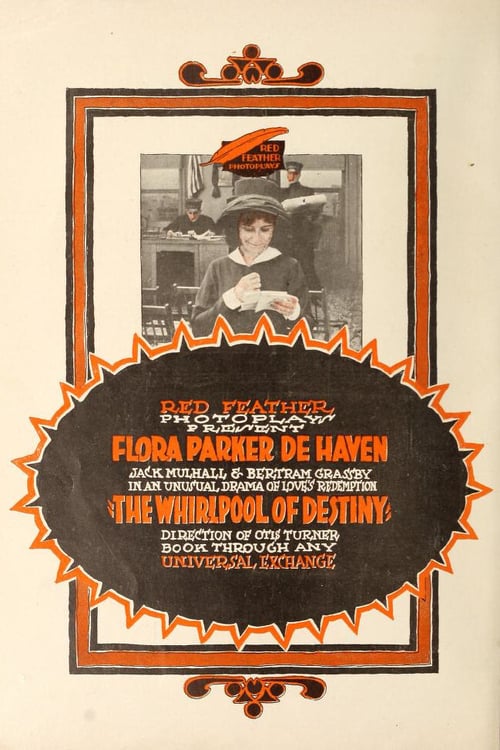 RED
FEATHER
PHOTOPLAYS
RED FEATHER
PHOTOPLAYS
PRESENT
FLORA PARKER DE HAVEN
JACK MULHALL & BERTRAM GRASSBY
IN AN UNUSUAL DRAMA OF LOVE'S REDEMPTION
"THE WHIRLPOOL OF DESTINY"
DIRECTION OF OTIS TURNER
BOOK THROUGH ANY
UNIVERSAL EXCHANGE